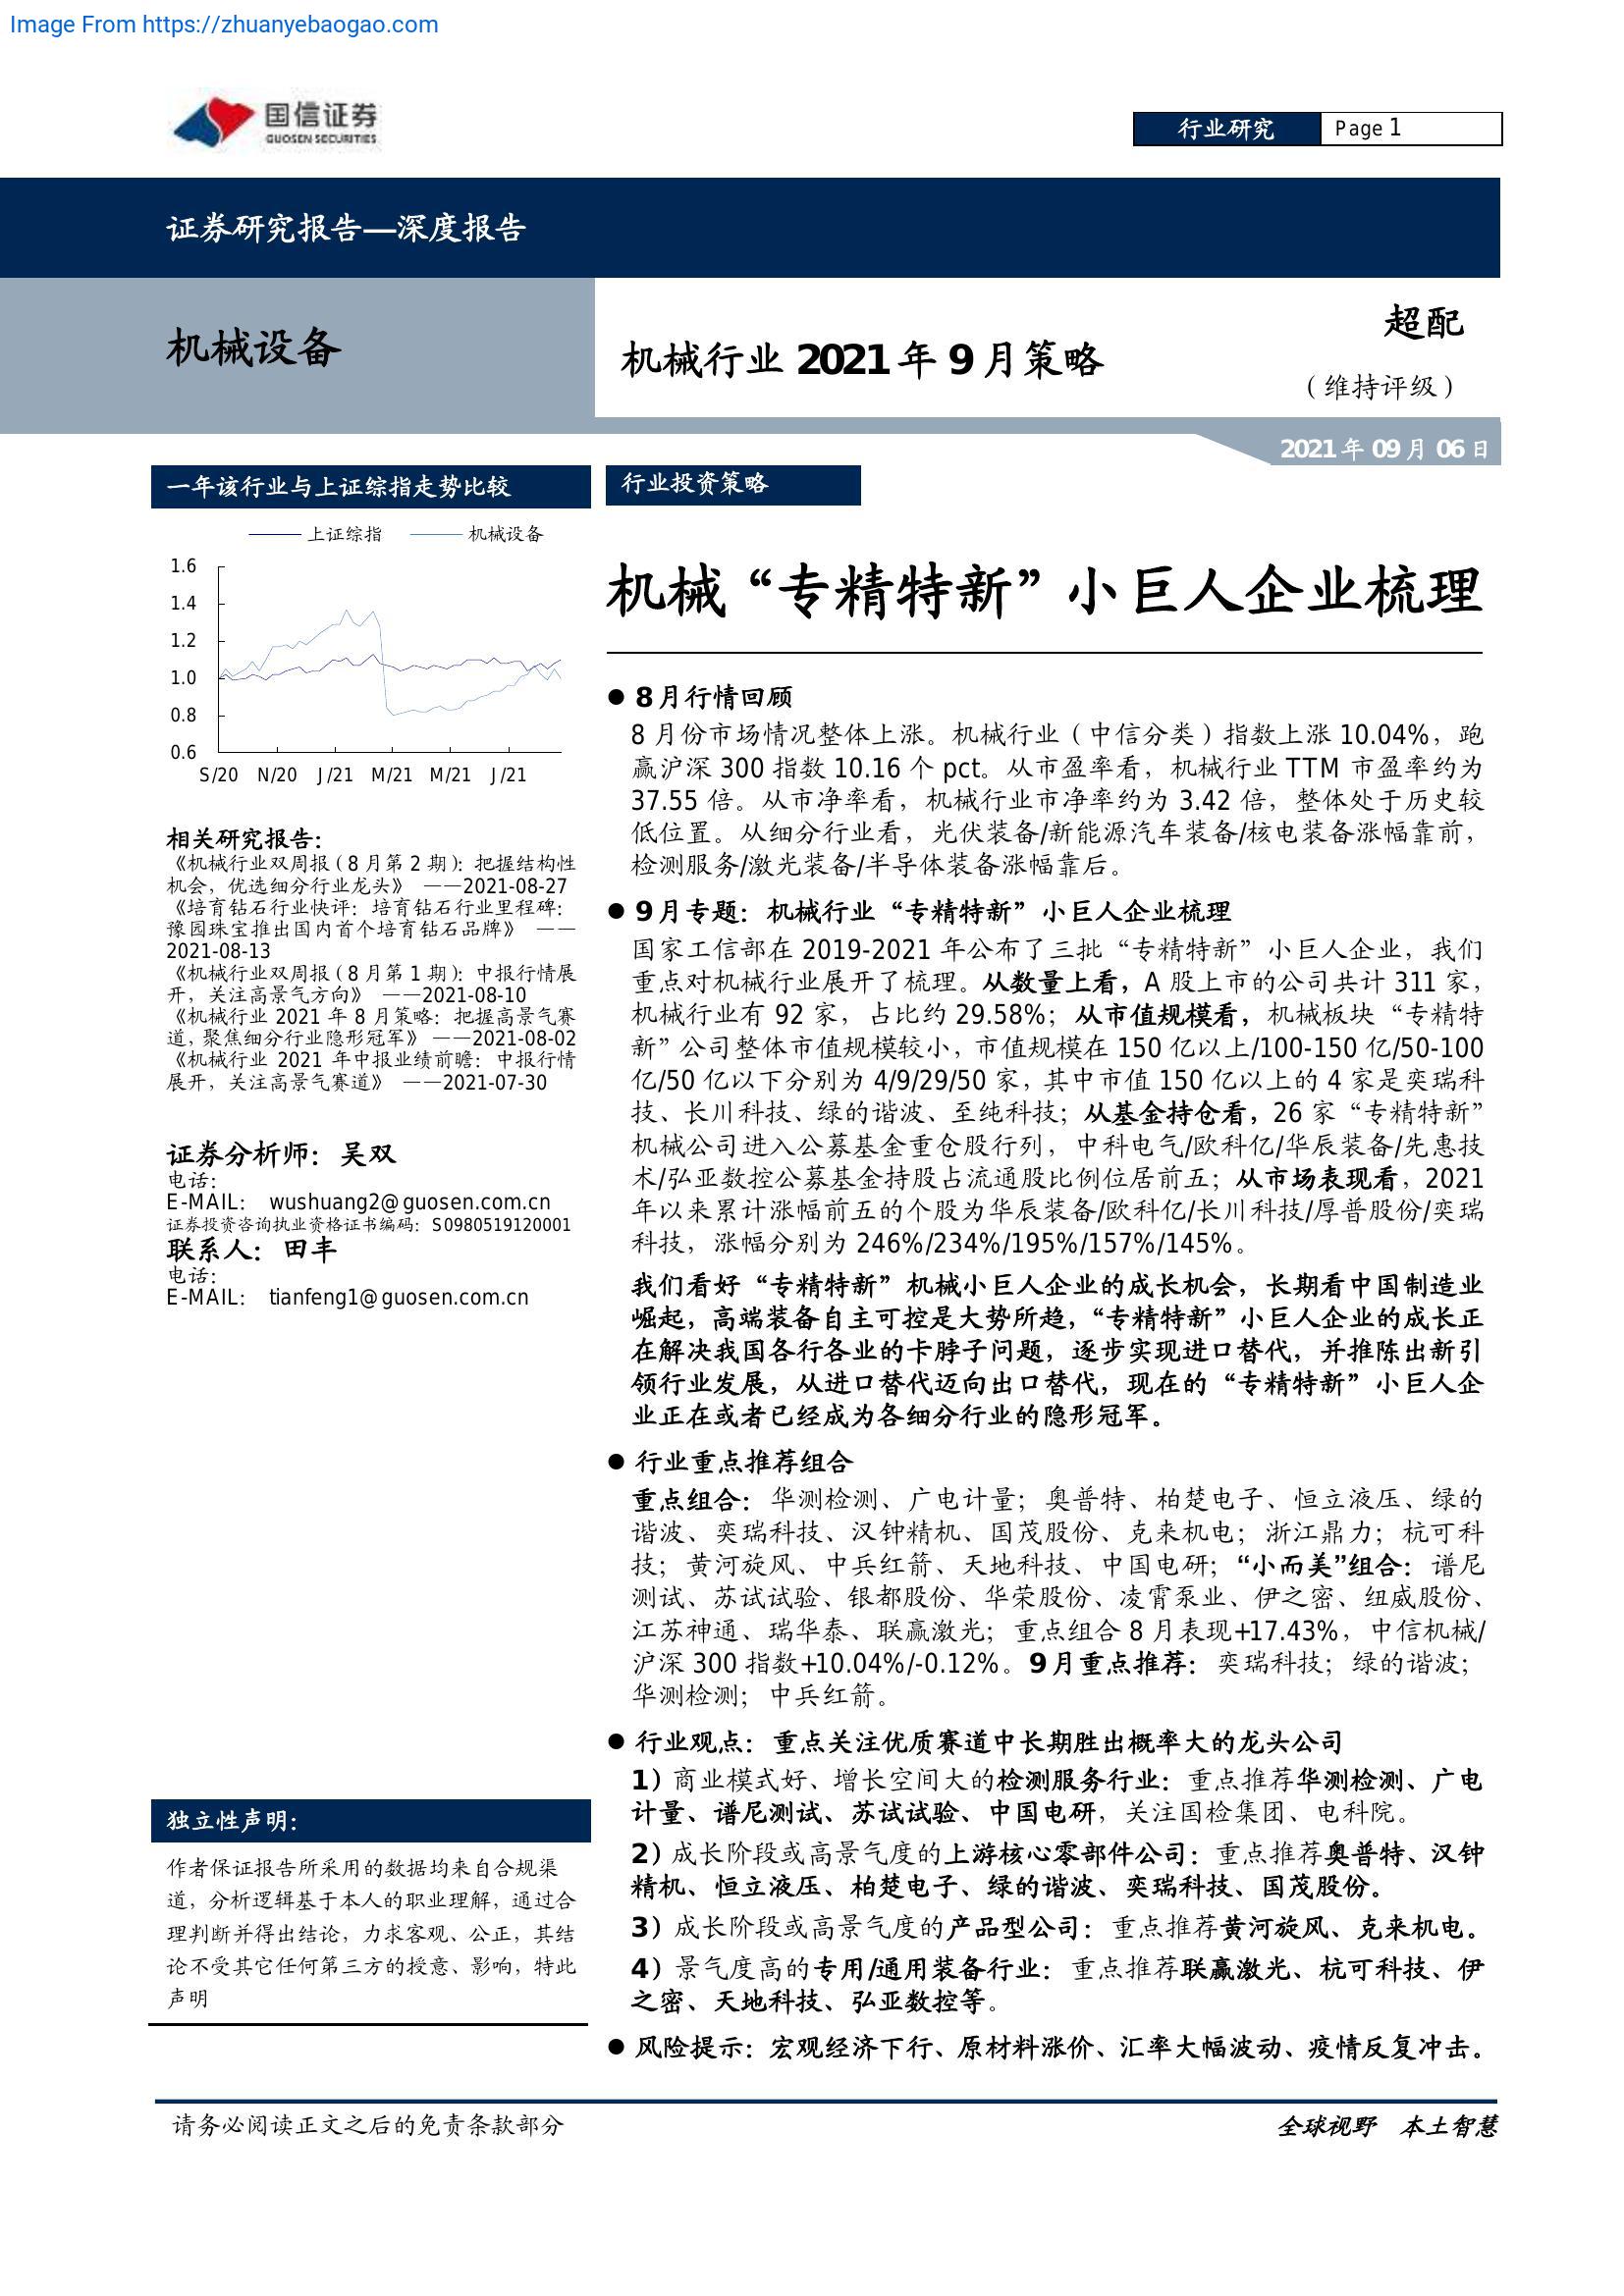 Image From https://zhuanyebaogao.com
国信证券
GUOSEN SECURITIES
行业研究
Page 1
证券研究报告—深度报告
机械设备
机械行业 2021 年 9 月策略
超配
（维持评级）
2021 年 09 月 06 日
一年该行业与上证综指走势比较
上证综指 机械设备
1.6
1.4
1.2
1.0
0.8
0.6
S/20 N/20 J/21 M/21 M/21 J/21
相关研究报告：
《机械行业双周报（8 月第 2 期）：把握结构性
机会，优选细分行业龙头》 ——2021-08-27
《培育钻石行业快评：培育钻石行业里程碑：
豫园珠宝推出国内首个培育钻石品牌》 ——
2021-08-13
《机械行业双周报（8 月第 1 期）：中报行情展
开，关注高景气方向》 ——2021-08-10
《机械行业 2021 年 8 月策略：把握高景气赛
道，聚焦细分行业隐形冠军》 ——2021-08-02
《机械行业 2021 年中报业绩前瞻：中报行情
展开，关注高景气赛道》 ——2021-07-30
证券分析师：吴双
电话：
E-MAIL： wushuang2@guosen.com.cn
证券投资咨询执业资格证书编码：S0980519120001
联系人：田丰
电话：
E-MAIL： tianfeng1@guosen.com.cn
独立性声明：
作者保证报告所采用的数据均来自合规渠
道，分析逻辑基于本人的职业理解，通过合
理判断并得出结论，力求客观、公正，其结
论不受其它任何第三方的授意、影响，特此
声明
行业投资策略
机械“专精特新”小巨人企业梳理
● 8 月行情回顾
8 月份市场情况整体上涨。机械行业（中信分类）指数上涨 10.04%，跑
赢沪深 300 指数 10.16 个 pct。从市盈率看，机械行业 TTM 市盈率约为
37.55 倍。从市净率看，机械行业市净率约为 3.42 倍，整体处于历史较
低位置。从细分行业看，光伏装备/新能源汽车装备/核电装备涨幅靠前，
检测服务/激光装备/半导体装备涨幅靠后。
● 9 月专题：机械行业“专精特新”小巨人企业梳理
国家工信部在 2019-2021 年公布了三批“专精特新”小巨人企业，我们
重点对机械行业展开了梳理。从数量上看，A 股上市的公司共计 311 家，
机械行业有 92 家，占比约 29.58%；从市值规模看，机械板块“专精特
新”公司整体市值规模较小，市值规模在 150 亿以上/100-150 亿/50-100
亿/50 亿以下分别为 4/9/29/50 家，其中市值 150 亿以上的 4 家是奕瑞科
技、长川科技、绿的谐波、至纯科技；从基金持仓看，26 家“专精特新”
机械公司进入公募基金重仓股行列，中科电气/欧科亿/华辰装备/先惠技
术/弘亚数控公募基金持股占流通股比例位居前五；从市场表现看，2021
年以来累计涨幅前五的个股为华辰装备/欧科亿/长川科技/厚普股份/奕瑞
科技，涨幅分别为 246%/234%/195%/157%/145%。
我们看好“专精特新”机械小巨人企业的成长机会，长期看中国制造业
崛起，高端装备自主可控是大势所趋，“专精特新”小巨人企业的成长正
在解决我国各行各业的卡脖子问题，逐步实现进口替代，并推陈出新引
领行业发展，从进口替代迈向出口替代，现在的“专精特新”小巨人企
业正在或者已经成为各细分行业的隐形冠军。
● 行业重点推荐组合
重点组合：华测检测、广电计量；奥普特、柏楚电子、恒立液压、绿的
谐波、奕瑞科技、汉钟精机、国茂股份、克来机电；浙江鼎力；杭可科
技；黄河旋风、中兵红箭、天地科技、中国电研；“小而美”组合：谱尼
测试、苏试试验、银都股份、华荣股份、凌霄泵业、伊之密、纽威股份、
江苏神通、瑞华泰、联赢激光；重点组合 8 月表现+17.43%，中信机械/
沪深 300 指数+10.04%/-0.12%。9 月重点推荐：奕瑞科技；绿的谐波；
华测检测；中兵红箭。
● 行业观点：重点关注优质赛道中长期胜出概率大的龙头公司
1）商业模式好、增长空间大的检测服务行业：重点推荐华测检测、广电
计量、谱尼测试、苏试试验、中国电研，关注国检集团、电科院。
2）成长阶段或高景气度的上游核心零部件公司：重点推荐奥普特、汉钟
精机、恒立液压、柏楚电子、绿的谐波、奕瑞科技、国茂股份。
3）成长阶段或高景气度的产品型公司：重点推荐黄河旋风、克来机电。
4）景气度高的专用/通用装备行业：重点推荐联赢激光、杭可科技、伊
之密、天地科技、弘亚数控等。
● 风险提示：宏观经济下行、原材料涨价、汇率大幅波动、疫情反复冲击。
请务必阅读正文之后的免责条款部分
全球视野 本土智慧